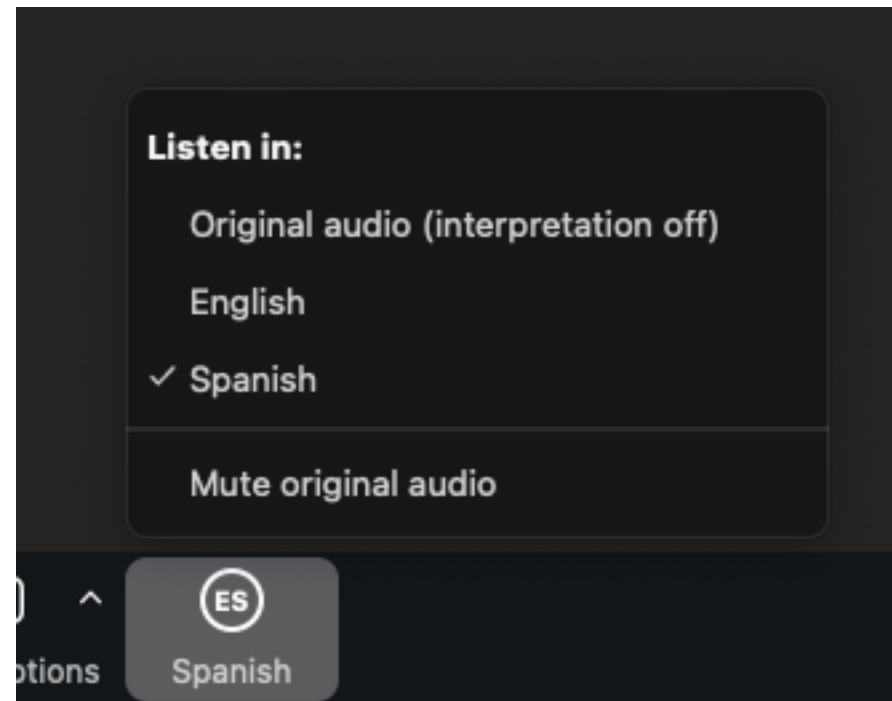 Listen in:
Original audio (interpretation off)
English
Spanish
Mute original audio
ES
Spanish